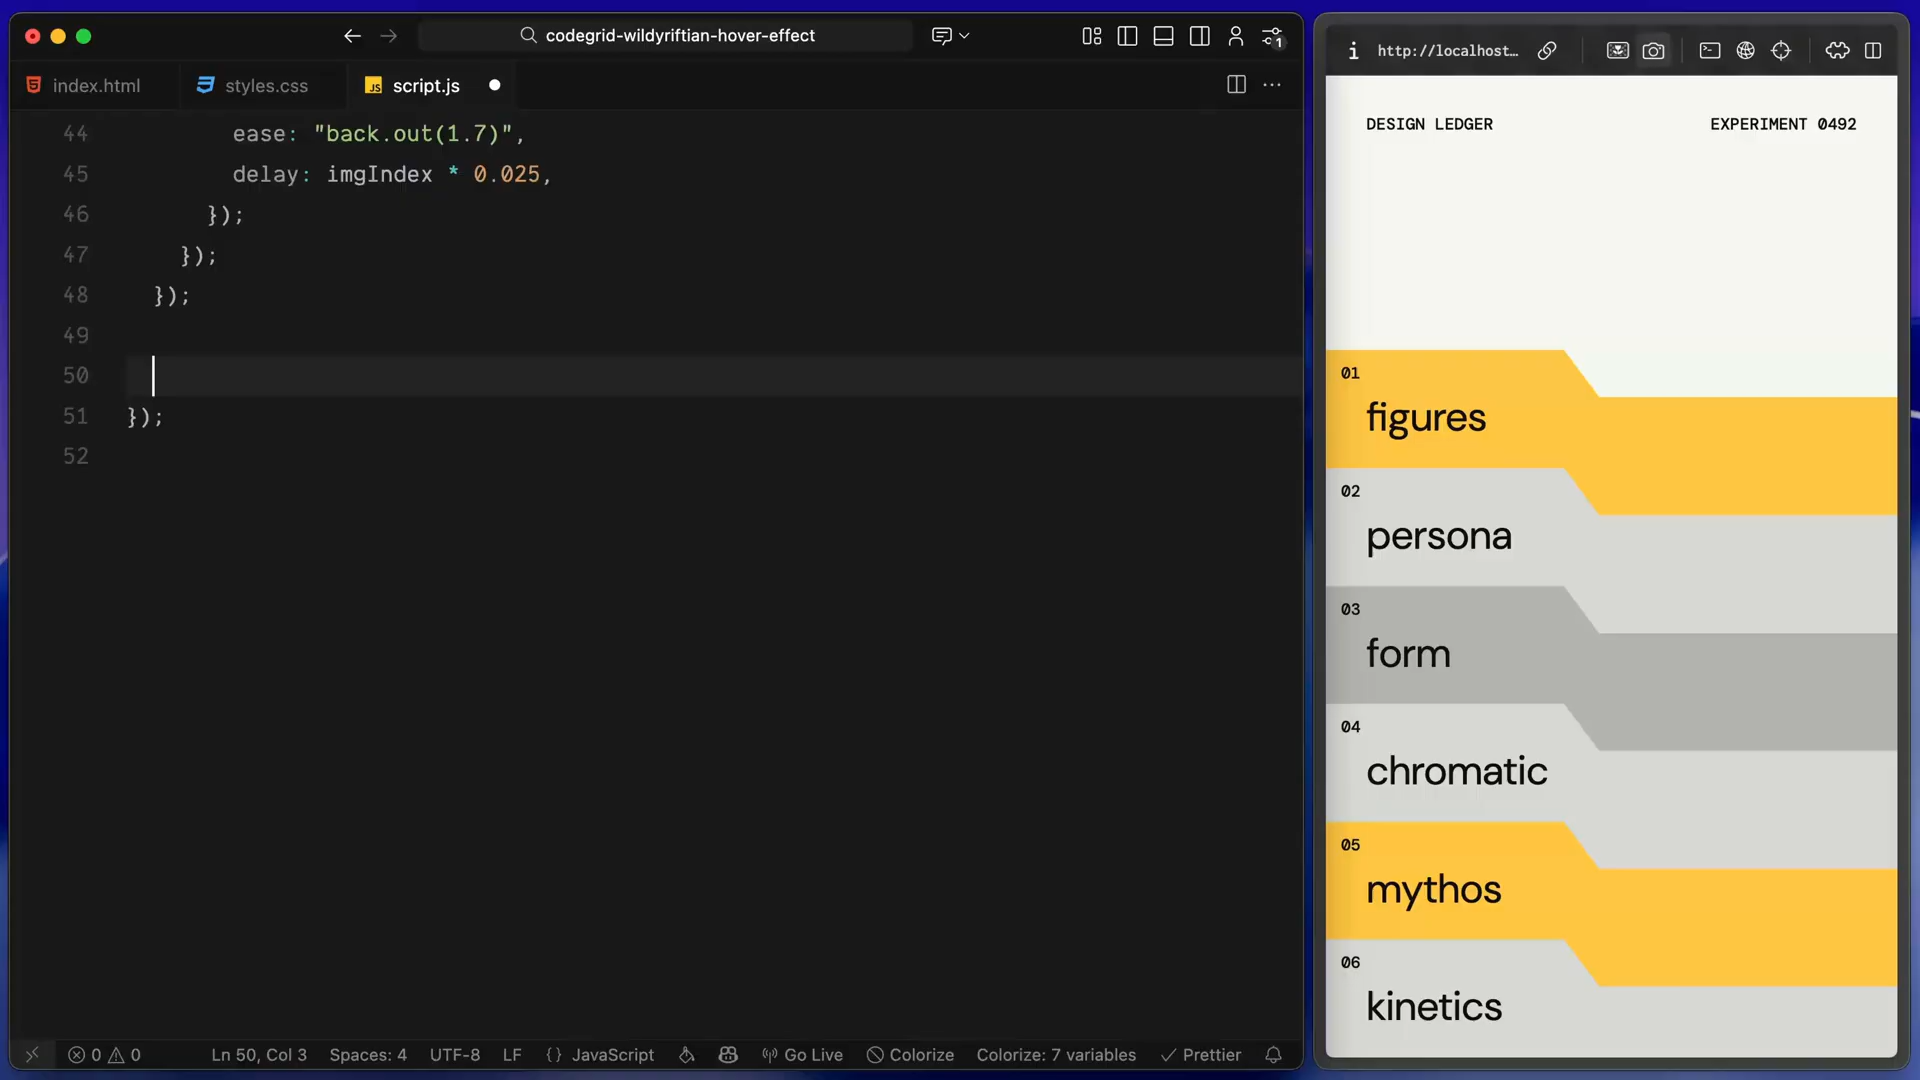 codegrid-wildyriftian-hover-effect
1
index.html
styles.css
JS script.js
44 ease: "back.out(1.7)",
45 delay: imgIndex * 0.025,
46 });
47 });
48 });
49
50
51 });
52
0 0
Ln 50, Col 3
Spaces: 4
UTF-8
LF
{} JavaScript
Go Live
Colorize
Colorize: 7 variables
Prettier
http://localhost…
DESIGN LEDGER
EXPERIMENT 0492
01
figures
02
persona
03
form
04
chromatic
05
mythos
06
kinetics